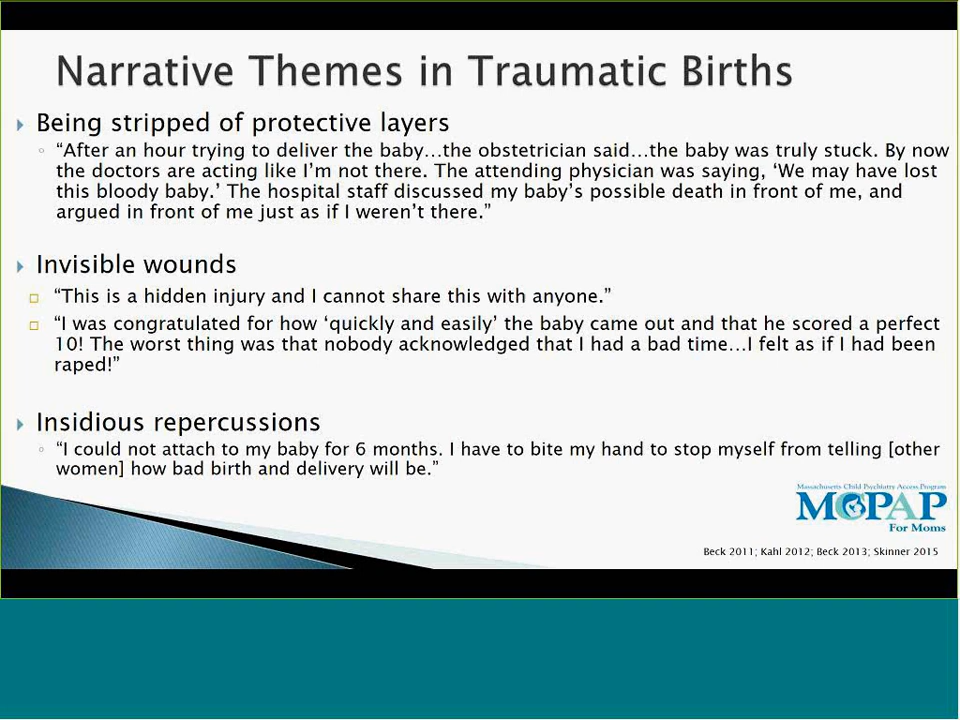 Narrative Themes in Traumatic Births
Being stripped of protective layers
“After an hour trying to deliver the baby…the obstetrician said…the baby was truly stuck. By now
the doctors are acting like I’m not there. The attending physician was saying, ‘We may have lost
this bloody baby.’ The hospital staff discussed my baby’s possible death in front of me, and
argued in front of me just as if I weren’t there.”
Invisible wounds
“This is a hidden injury and I cannot share this with anyone.”
“I was congratulated for how ‘quickly and easily’ the baby came out and that he scored a perfect
10! The worst thing was that nobody acknowledged that I had a bad time…I felt as if I had been
raped!”
Insidious repercussions
“I could not attach to my baby for 6 months. I have to bite my hand to stop myself from telling [other
women] how bad birth and delivery will be.”
Massachusetts Child Psychiatry Access Program
MCPAP
For Moms
Beck 2011; Kahl 2012; Beck 2013; Skinner 2015